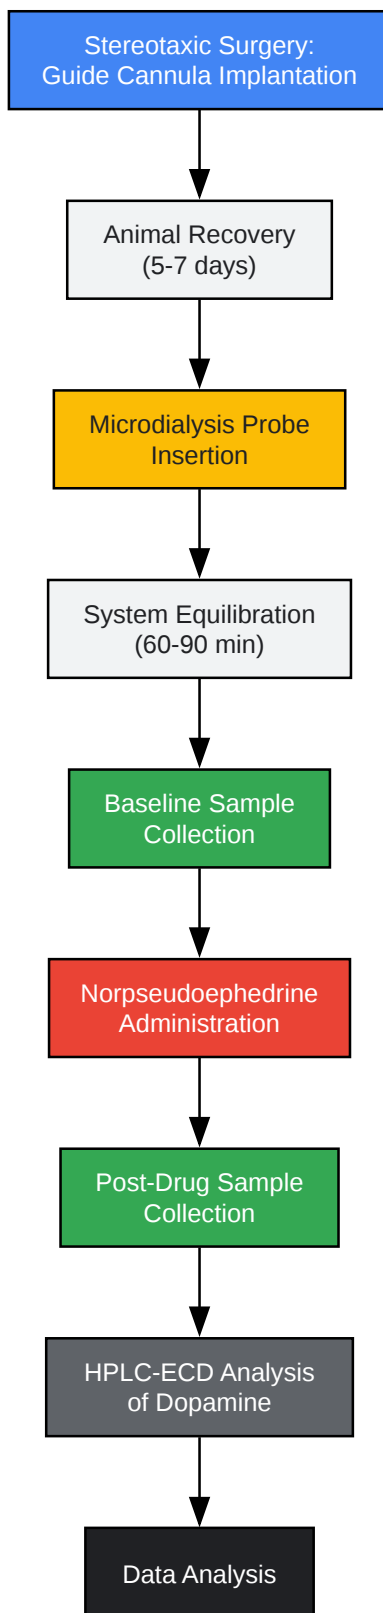 Stereotaxic Surgery:
Guide Cannula Implantation
Animal Recovery
(5-7 days)
Microdialysis Probe
Insertion
System Equilibration
(60-90 min)
Baseline Sample
Collection
Norpseudoephedrine
Administration
Post-Drug Sample
Collection
HPLC-ECD Analysis
of Dopamine
Data Analysis